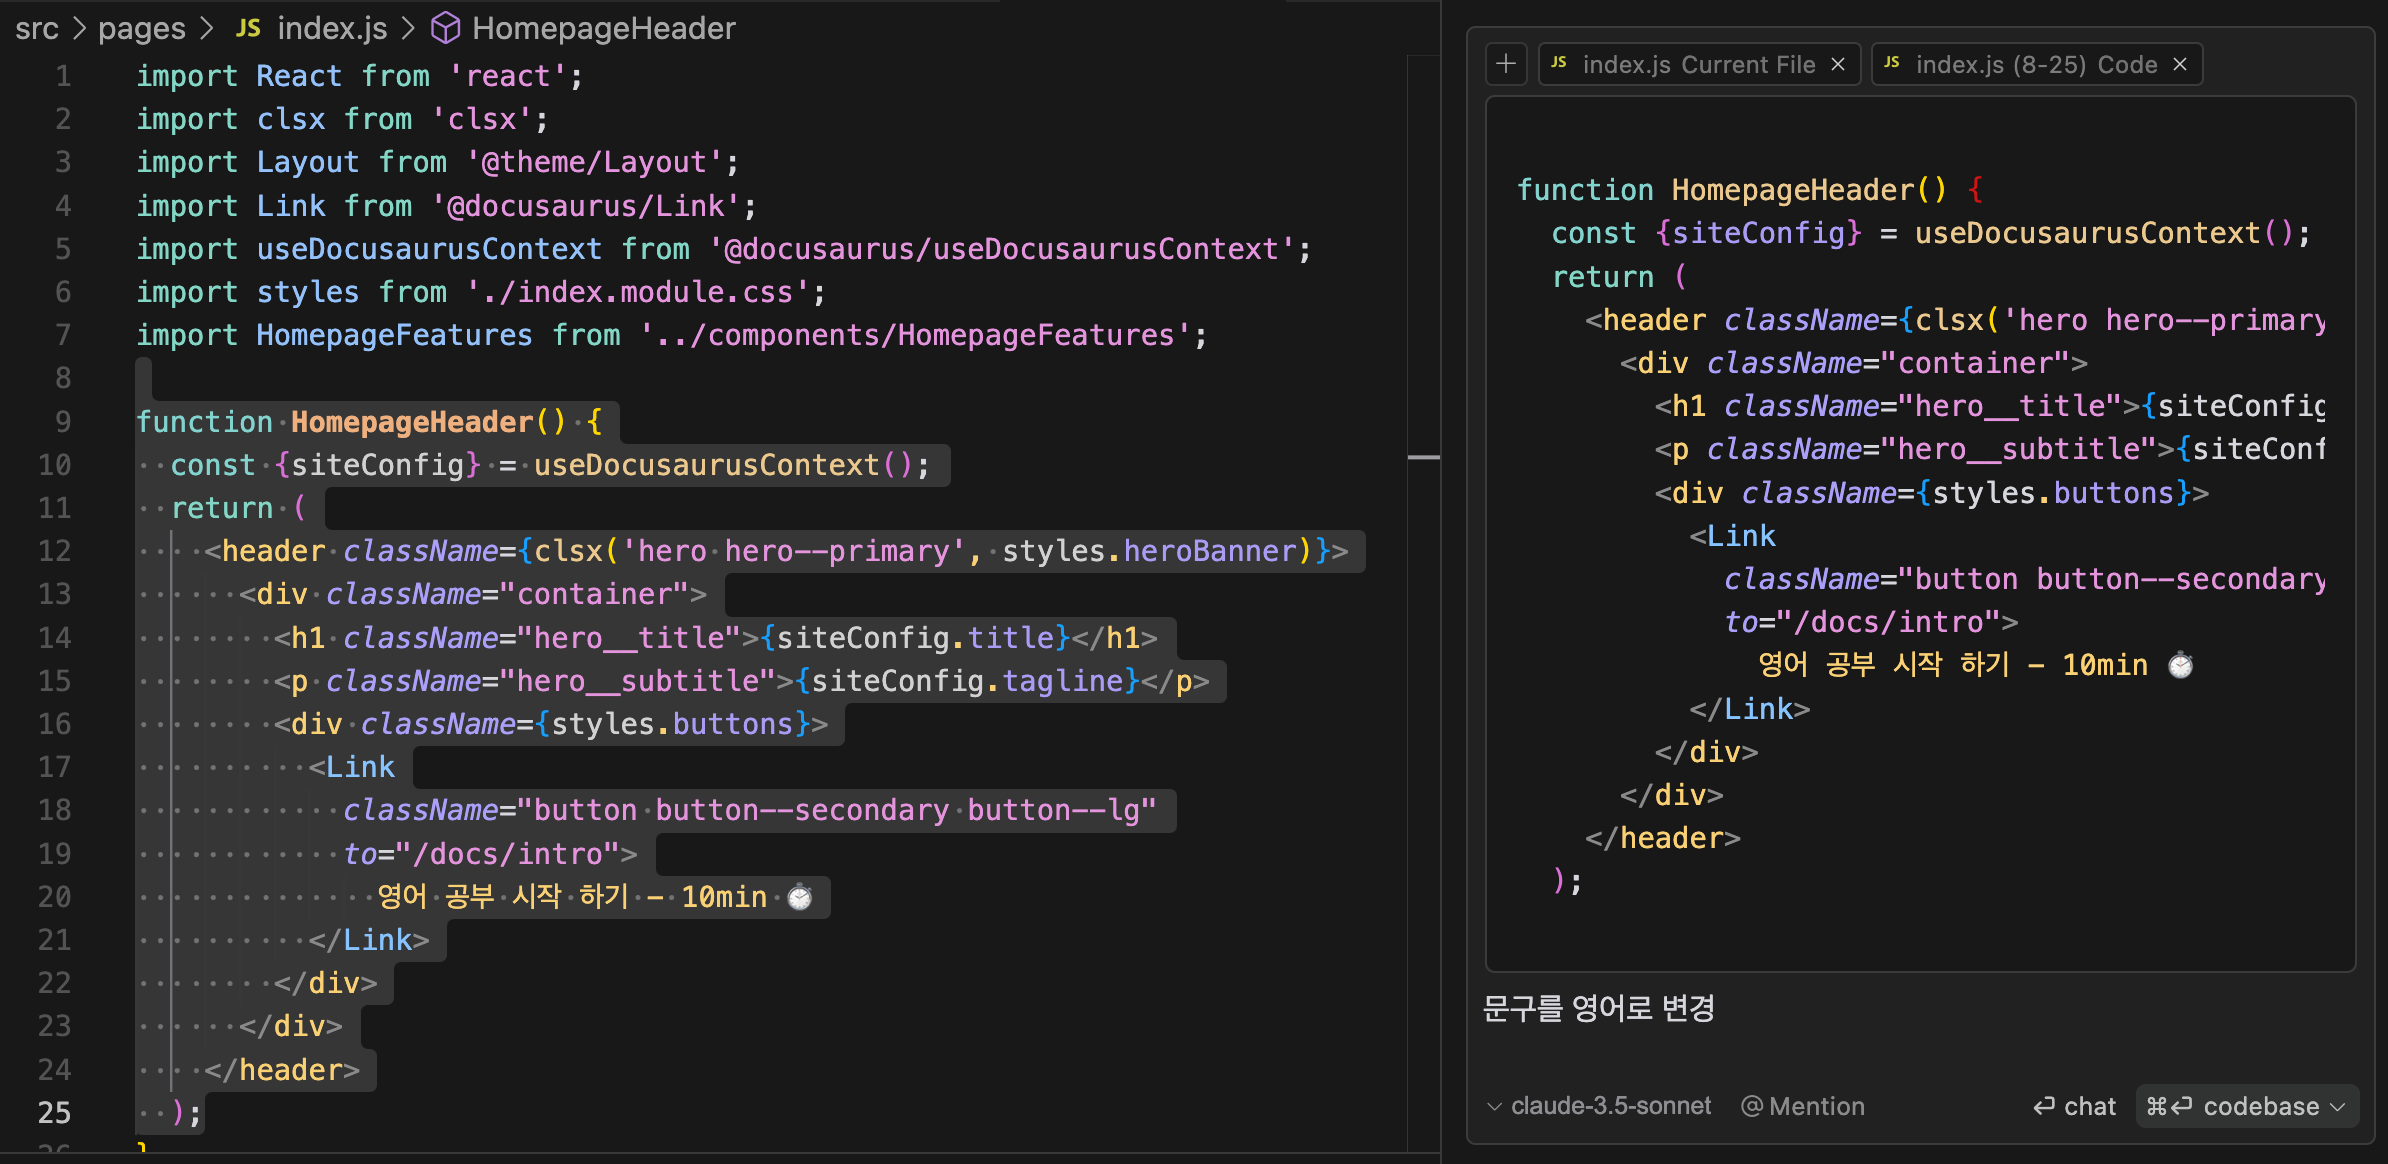 src > pages > JS index.js > HomepageHeader
1 import React from 'react';
2 import clsx from 'clsx';
3 import Layout from '@theme/Layout';
4 import Link from '@docusaurus/Link';
5 import useDocusaurusContext from '@docusaurus/useDocusaurusContext';
6 import styles from './index.module.css';
7 import HomepageFeatures from '../components/HomepageFeatures';
8
9 function HomepageHeader() {
10   const {siteConfig} = useDocusaurusContext();
11   return (
12     <header className={clsx('hero hero--primary', styles.heroBanner)}>
13       <div className="container">
14         <h1 className="hero__title">{siteConfig.title}</h1>
15         <p className="hero__subtitle">{siteConfig.tagline}</p>
16         <div className={styles.buttons}>
17           <Link
18             className="button button--secondary button--lg"
19             to="/docs/intro">
20               영어 공부 시작 하기 - 10min ⏱️
21           </Link>
22         </div>
23       </div>
24     </header>
25   );
26 }
+ JS index.js Current File × JS index.js (8-25) Code ×
function HomepageHeader() {
  const {siteConfig} = useDocusaurusContext();
  return (
    <header className={clsx('hero hero--primary
      <div className="container">
        <h1 className="hero__title">{siteConfig
        <p className="hero__subtitle">{siteConf
        <div className={styles.buttons}>
          <Link
            className="button button--secondary
            to="/docs/intro">
              영어 공부 시작 하기 - 10min ⏱️
          </Link>
        </div>
      </div>
    </header>
  );
문구를 영어로 변경
claude-3.5-sonnet @ Mention ⏎ chat ⌘⏎ codebase